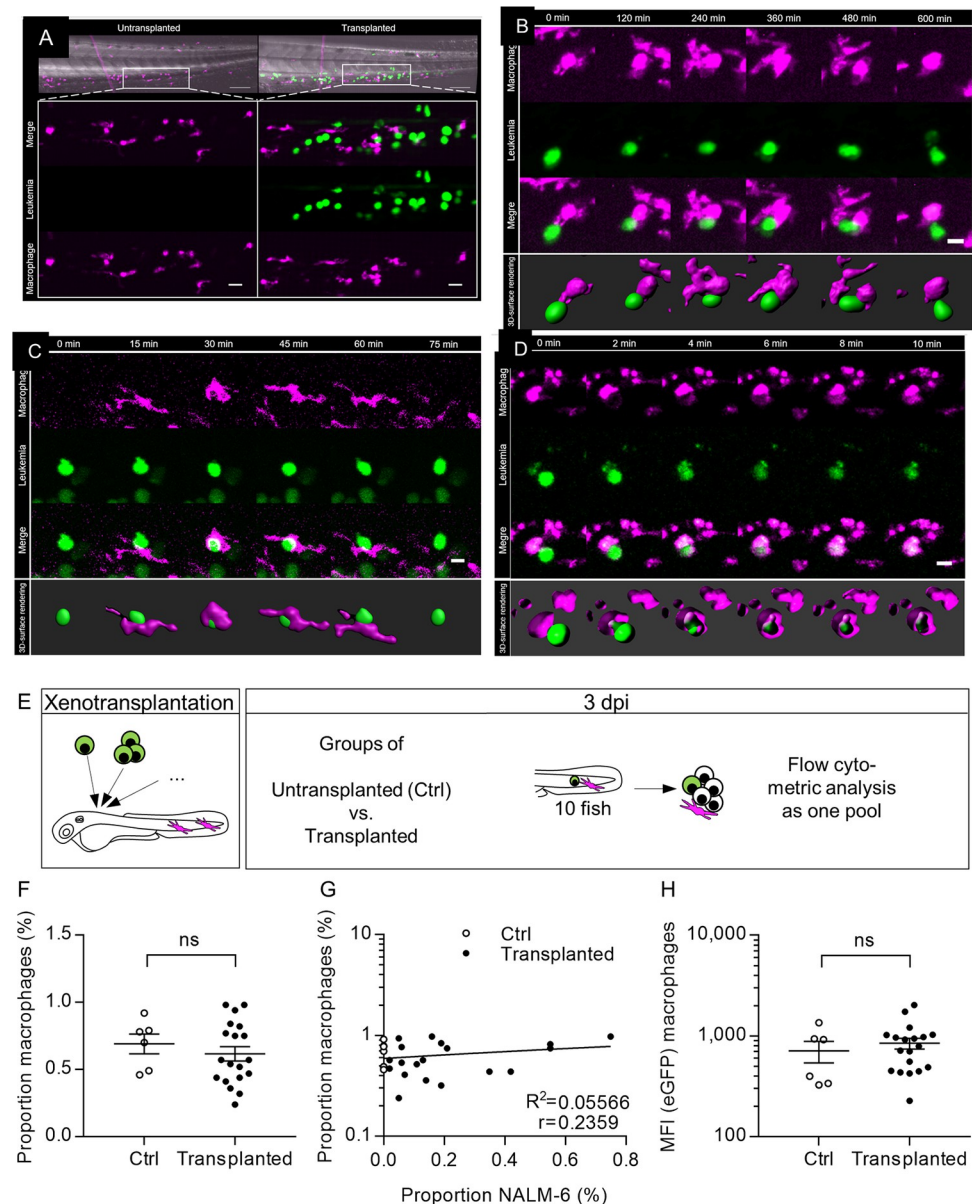 A
Untransplanted
Transplanted
Merge
Leukemia
Macrophage
B
0 min 120 min 240 min 360 min 480 min 600 min
Macrophag
Leukemia
Megre
3D-surface rendering
C
0 min 15 min 30 min 45 min 60 min 75 min
Macrophag
Leukemia
Merge
3D-surface rendering
D
0 min 2 min 4 min 6 min 8 min 10 min
Macrophag
Leukemia
Megre
3D-surface rendering
E
Xenotransplantation
...
3 dpi
Groups of
Untransplanted (Ctrl)
vs.
Transplanted
10 fish
Flow cyto-
metric analysis
as one pool
F
Proportion macrophages (%)
1.5
1.0
0.5
0.0
ns
Ctrl Transplanted
G
Proportion macrophages (%)
10
1
0.1
Ctrl
Transplanted
R2=0.05566
r=0.2359
0.0 0.2 0.4 0.6 0.8
Proportion NALM-6 (%)
H
MFI (eGFP) macrophages
10,000
1,000
100
ns
Ctrl Transplanted